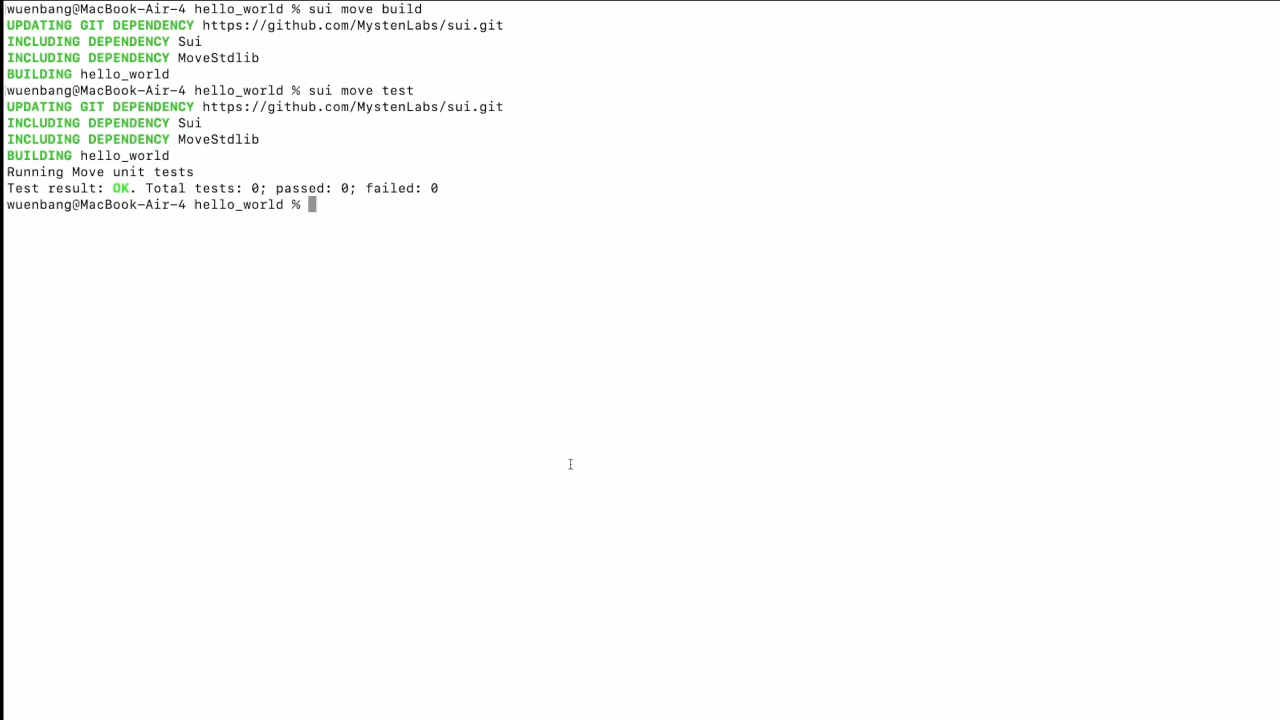 wuenbang@MacBook-Air-4 hello_world % sui move build
UPDATING GIT DEPENDENCY https://github.com/MystenLabs/sui.git
INCLUDING DEPENDENCY Sui
INCLUDING DEPENDENCY MoveStdlib
BUILDING hello_world
wuenbang@MacBook-Air-4 hello_world % sui move test
UPDATING GIT DEPENDENCY https://github.com/MystenLabs/sui.git
INCLUDING DEPENDENCY Sui
INCLUDING DEPENDENCY MoveStdlib
BUILDING hello_world
Running Move unit tests
Test result: OK. Total tests: 0; passed: 0; failed: 0
wuenbang@MacBook-Air-4 hello_world %